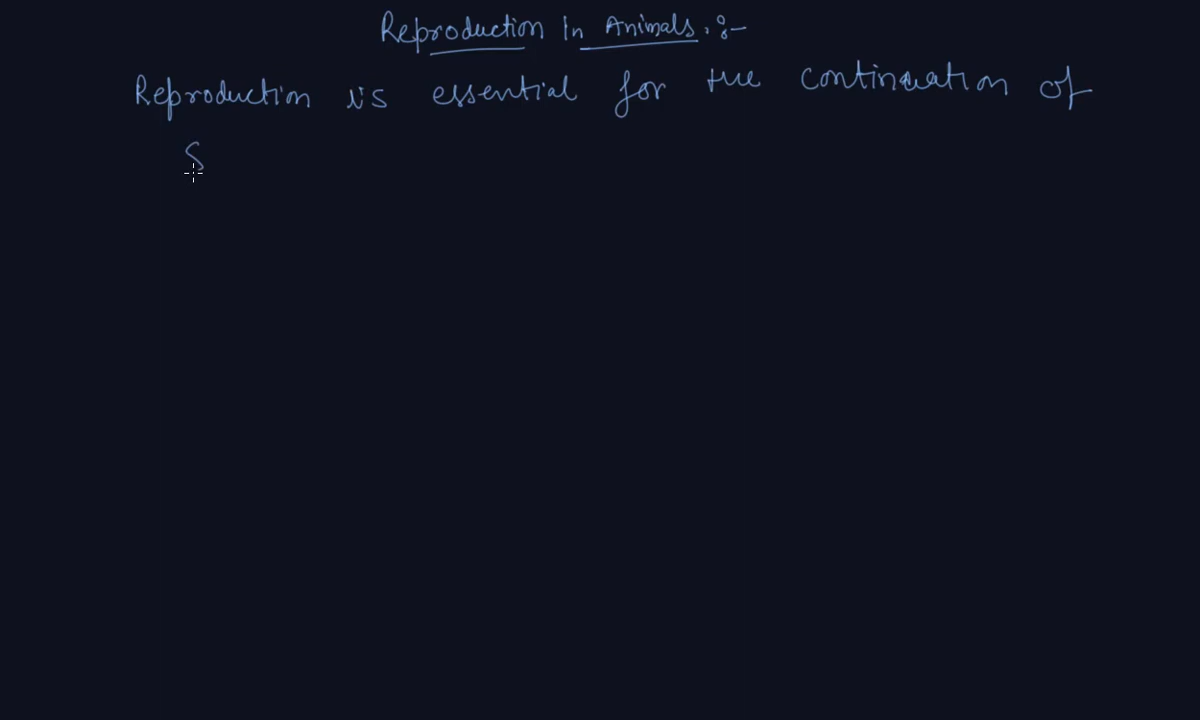 Reproduction In Animals.:-
Reproduction is essential for the continuation of
S